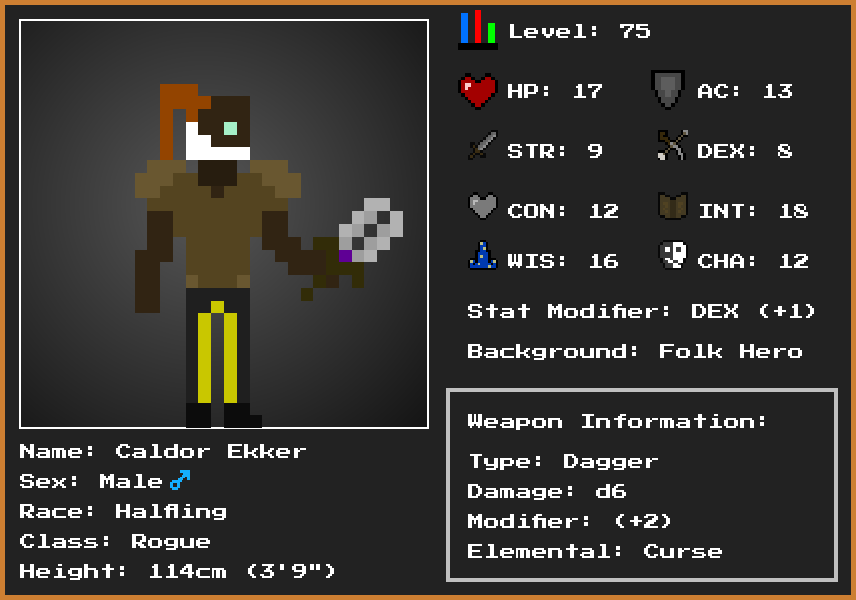 Level: 75
HP: 17
AC: 13
STR: 9
DEX: 8
CON: 12
INT: 18
WIS: 16
CHA: 12
Stat Modifier: DEX (+1)
Background: Folk Hero
Weapon Information:
Type: Dagger
Damage: d6
Modifier: (+2)
Elemental: Curse
Name: Caldor Ekker
Sex: Male ♂
Race: Halfling
Class: Rogue
Height: 114cm (3'9")